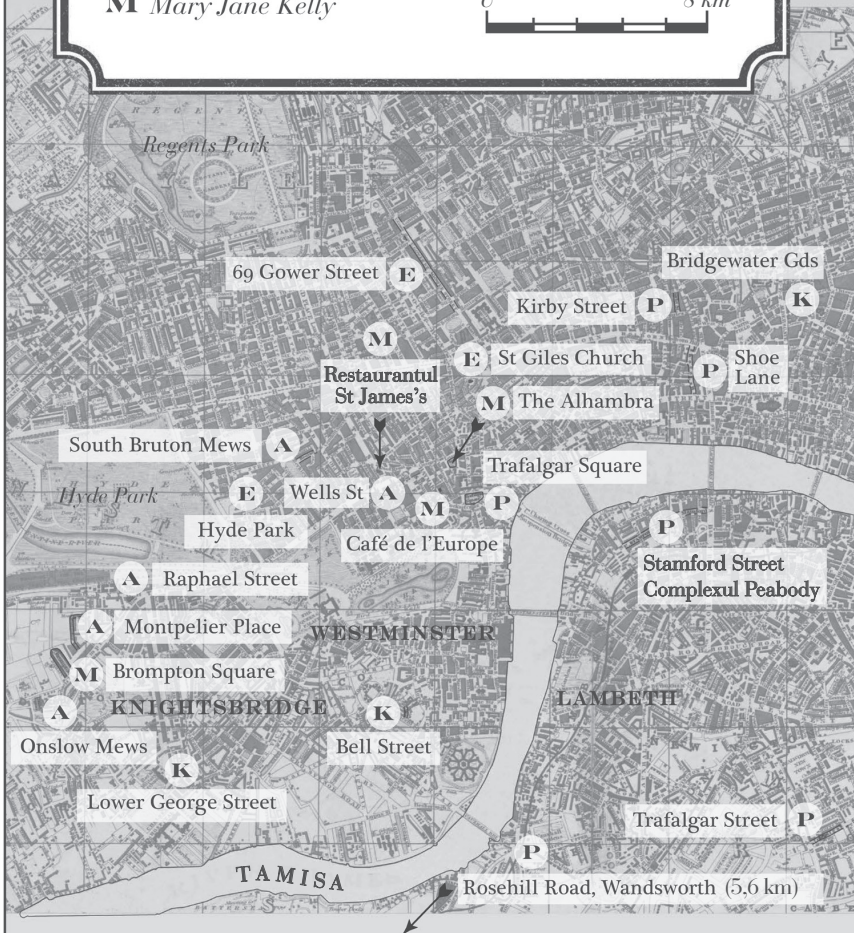 M Mary Jane Kelly
0 5 km
REGENT
Regents Park
Bridgewater Gds
69 Gower Street E
K
Kirby Street P
M
E St Giles Church
Shoe
P
Lane
Restaurantul
St James's
M The Alhambra
South Bruton Mews A
Trafalgar Square
Hyde Park
E
Wells St A
M
P
P
Hyde Park
Café de l'Europe
Stamford Street
Complexul Peabody
A Raphael Street
A Montpelier Place
WESTMINSTER
M Brompton Square
LAMBETH
A
KNIGHTSBRIDGE
K
Onslow Mews
Bell Street
K
Lower George Street
Trafalgar Street P
P
TAMISA
Rosehill Road, Wandsworth (5,6 km)